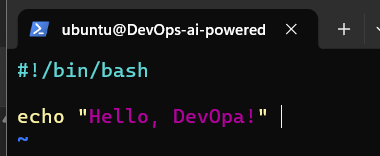 ubuntu@DevOps-ai-powered
#!/bin/bash
echo "Hello, DevOpa!"
~